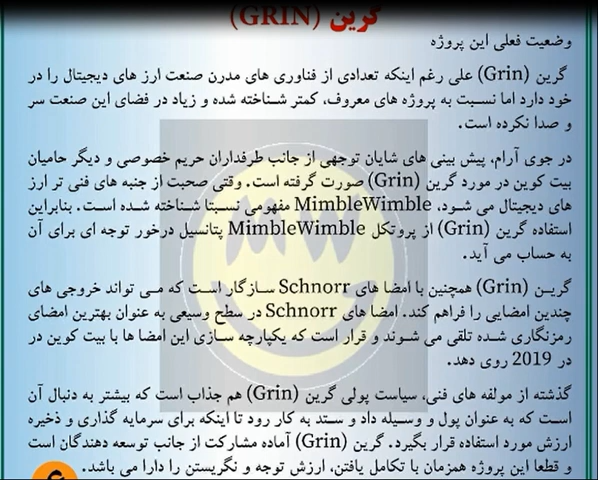 گرین (GRIN)
وضعیت فعلی این پروژه
گرین (Grin) علی رغم اینکه تعدادی از فناوری های مدرن صنعت ارز های دیجیتال را در
خود دارد اما نسبت به پروژه های معروف، کمتر شناخته شده و زیاد در فضای این صنعت سر
و صدا نکرده است.
در جوی آرام، پیش بینی های شایان توجهی از جانب طرفداران حریم خصوصی و دیگر حامیان
بیت کوین در مورد گرین (Grin) صورت گرفته است. وقتی صحبت از جنبه های فنی تر ارز
های دیجیتال می شود، MimbleWimble مفهومی نسبتا شناخته شده است. بنابراین
استفاده گرین (Grin) از پروتکل MimbleWimble پتانسیل درخور توجه ای برای آن
به حساب می آید.
گرین (Grin) همچنین با امضا های Schnorr سازگار است که می تواند خروجی های
چندین امضایی را فراهم کند. امضا های Schnorr در سطح وسیعی به عنوان بهترین امضای
رمزنگاری شده تلقی می شوند و قرار است که یکپارچه سازی این امضا ها با بیت کوین در
در 2019 روی دهد.
گذشته از مولفه های فنی، سیاست پولی گرین (Grin) هم جذاب است که بیشتر به دنبال آن
است که به عنوان پول و وسیله داد و ستد به کار رود تا اینکه برای سرمایه گذاری و ذخیره
ارزش مورد استفاده قرار بگیرد. گرین (Grin) آماده مشارکت از جانب توسعه دهندگان است
و قطعا این پروژه همزمان با تکامل یافتن، ارزش توجه و نگریستن را دارا می باشد.
MW